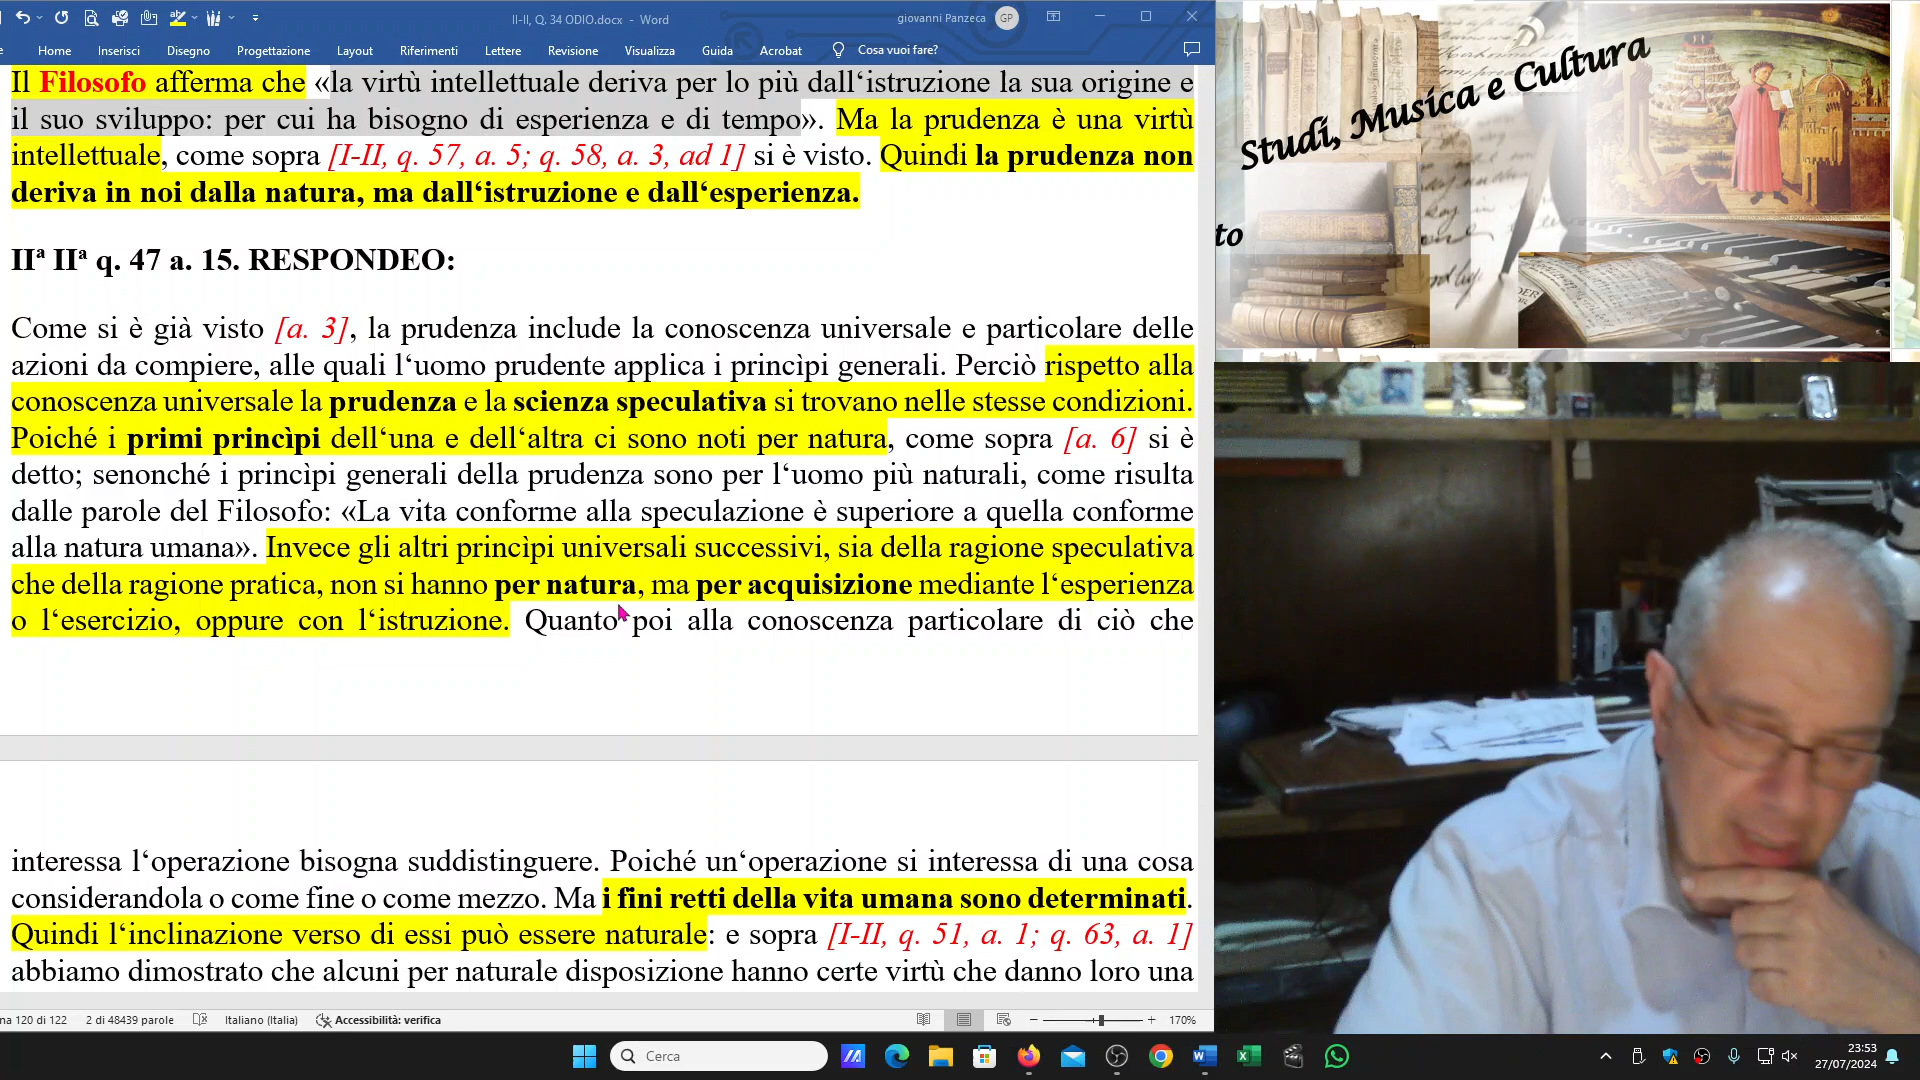 II-II, Q. 34 ODIO.docx - Word
giovanni Panzeca
GP
Home Inserisci Disegno Progettazione Layout Riferimenti Lettere Revisione Visualizza Guida Acrobat Cosa vuoi fare?
Il Filosofo afferma che «la virtù intellettuale deriva per lo più dall‘istruzione la sua origine e
il suo sviluppo: per cui ha bisogno di esperienza e di tempo». Ma la prudenza è una virtù
intellettuale, come sopra [I-II, q. 57, a. 5; q. 58, a. 3, ad 1] si è visto. Quindi la prudenza non
deriva in noi dalla natura, ma dall‘istruzione e dall‘esperienza.
IIª IIª q. 47 a. 15. RESPONDEO:
Come si è già visto [a. 3], la prudenza include la conoscenza universale e particolare delle
azioni da compiere, alle quali l‘uomo prudente applica i princìpi generali. Perciò rispetto alla
conoscenza universale la prudenza e la scienza speculativa si trovano nelle stesse condizioni.
Poiché i primi princìpi dell‘una e dell‘altra ci sono noti per natura, come sopra [a. 6] si è
detto; senonché i princìpi generali della prudenza sono per l‘uomo più naturali, come risulta
dalle parole del Filosofo: «La vita conforme alla speculazione è superiore a quella conforme
alla natura umana». Invece gli altri princìpi universali successivi, sia della ragione speculativa
che della ragione pratica, non si hanno per natura, ma per acquisizione mediante l‘esperienza
o l‘esercizio, oppure con l‘istruzione. Quanto poi alla conoscenza particolare di ciò che
interessa l‘operazione bisogna suddistinguere. Poiché un‘operazione si interessa di una cosa
considerandola o come fine o come mezzo. Ma i fini retti della vita umana sono determinati.
Quindi l‘inclinazione verso di essi può essere naturale: e sopra [I-II, q. 51, a. 1; q. 63, a. 1]
abbiamo dimostrato che alcuni per naturale disposizione hanno certe virtù che danno loro una
na 120 di 122 2 di 48439 parole Italiano (Italia) Accessibilità: verifica 170%
Studi, Musica e Cultura
to
Cerca
23:53
27/07/2024